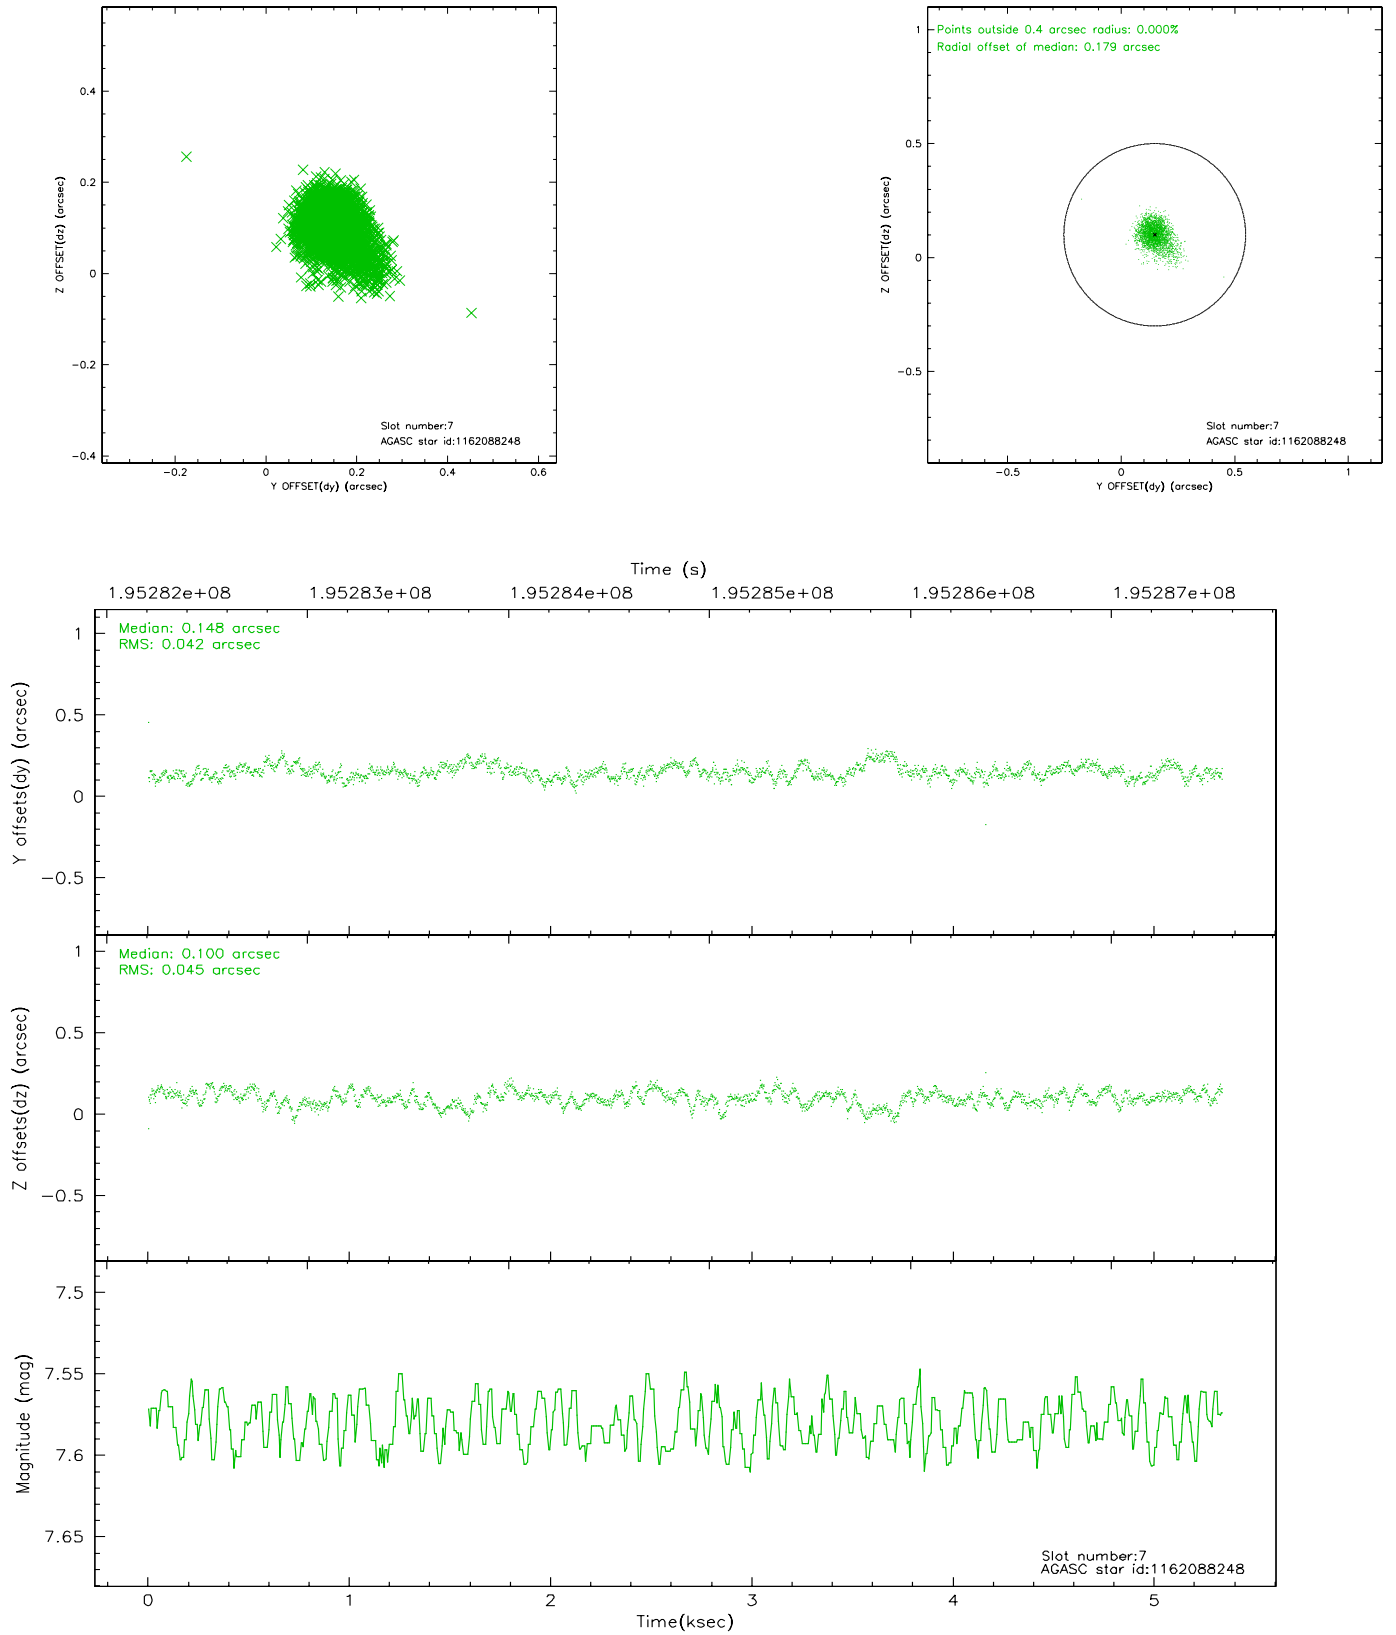 0.4
0.2
0
−0.2
−0.4
Z OFFSET(dz) (arcsec)
−0.2
0
0.2
0.4
0.6
Y OFFSET(dy) (arcsec)
Slot number:7
AGASC star id:1162088248
Points outside 0.4 arcsec radius: 0.000%
Radial offset of median: 0.179 arcsec
1
0.5
0
−0.5
Z OFFSET(dz) (arcsec)
−0.5
0
0.5
1
Y OFFSET(dy) (arcsec)
Slot number:7
AGASC star id:1162088248
Time (s)
1.95282e+08
1.95283e+08
1.95284e+08
1.95285e+08
1.95286e+08
1.95287e+08
Median: 0.148 arcsec
RMS: 0.042 arcsec
1
0.5
0
−0.5
Y offsets(dy) (arcsec)
Median: 0.100 arcsec
RMS: 0.045 arcsec
1
0.5
0
−0.5
Z offsets(dz) (arcsec)
7.5
7.55
7.6
7.65
Magnitude (mag)
Slot number:7
AGASC star id:1162088248
0
1
2
3
4
5
Time(ksec)